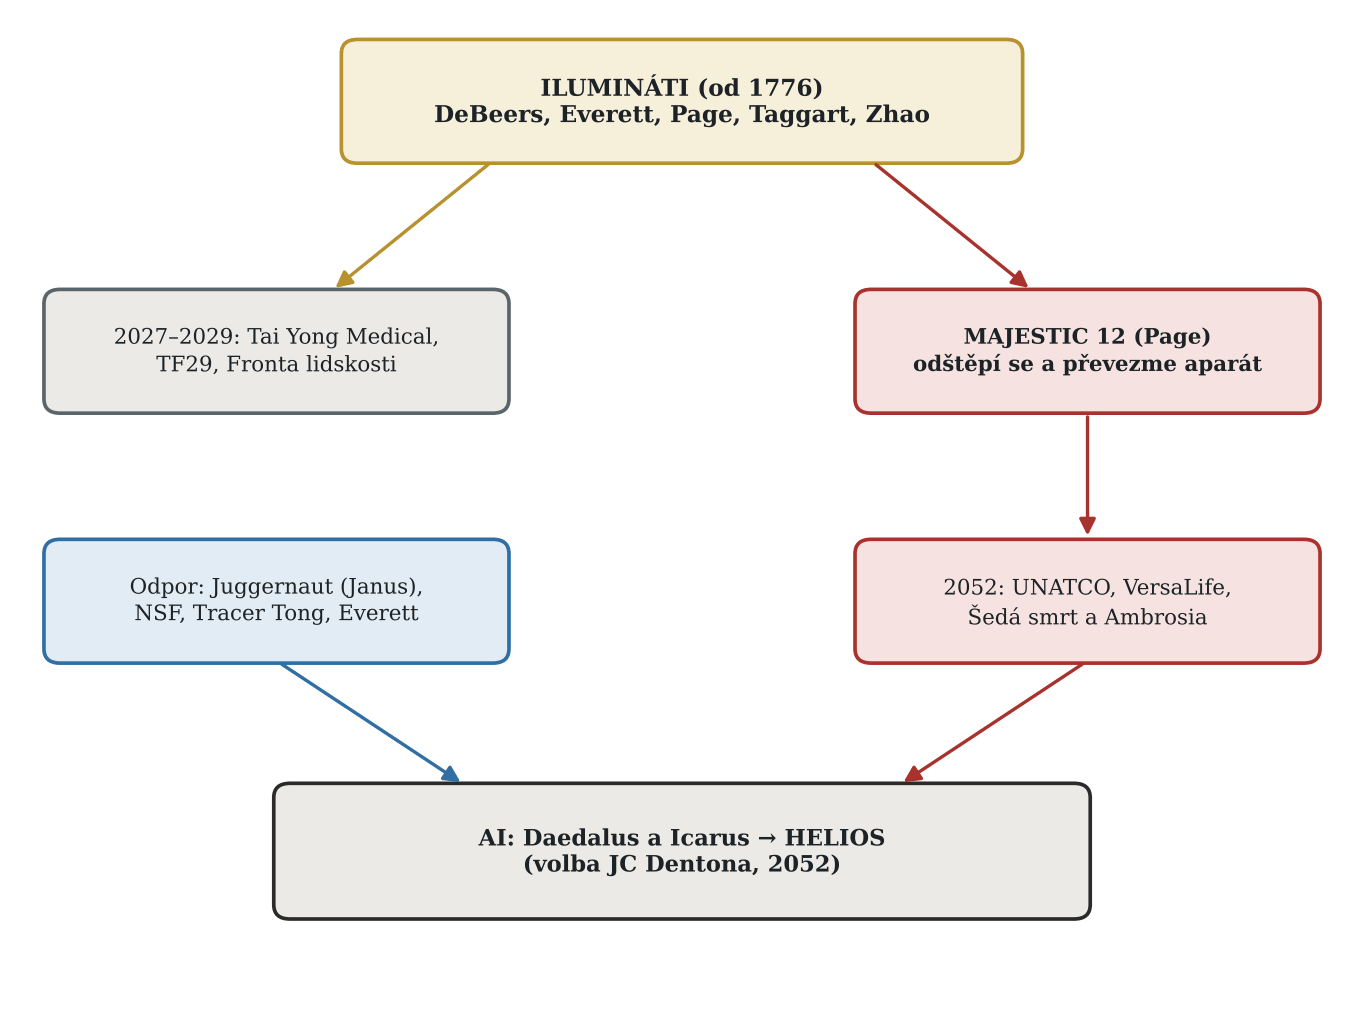 ILUMINÁTI (od 1776)
DeBeers, Everett, Page, Taggart, Zhao
2027–2029: Tai Yong Medical,
TF29, Fronta lidskosti
MAJESTIC 12 (Page)
odštěpí se a převezme aparát
Odpor: Juggernaut (Janus),
NSF, Tracer Tong, Everett
2052: UNATCO, VersaLife,
Šedá smrt a Ambrosia
AI: Daedalus a Icarus → HELIOS
(volba JC Dentona, 2052)